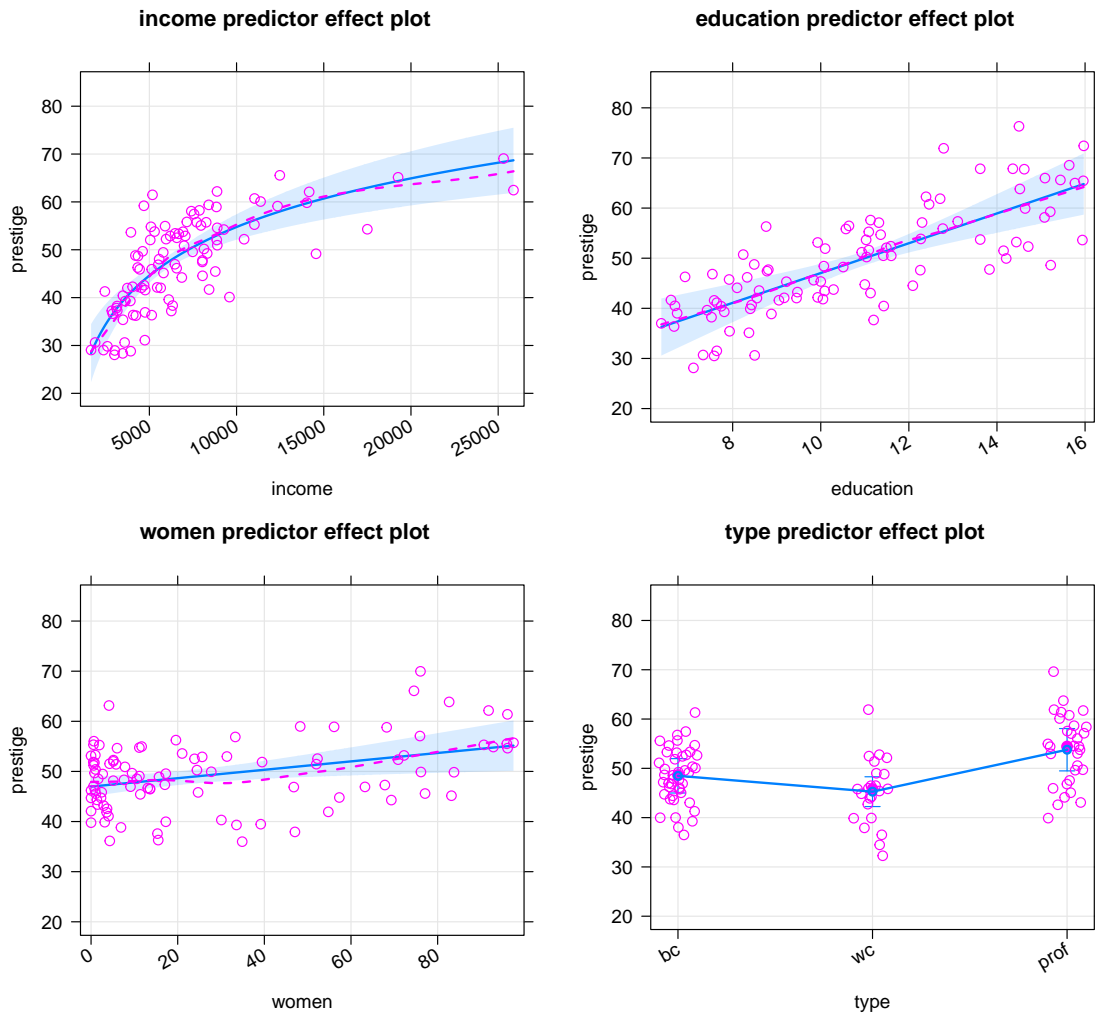 income predictor effect plot
prestige
80
70
60
50
40
30
20
5000 10000 15000 20000 25000
income
education predictor effect plot
prestige
80
70
60
50
40
30
20
8 10 12 14 16
education
women predictor effect plot
prestige
80
70
60
50
40
30
20
0 20 40 60 80
women
type predictor effect plot
prestige
80
70
60
50
40
30
20
bc wc prof
type